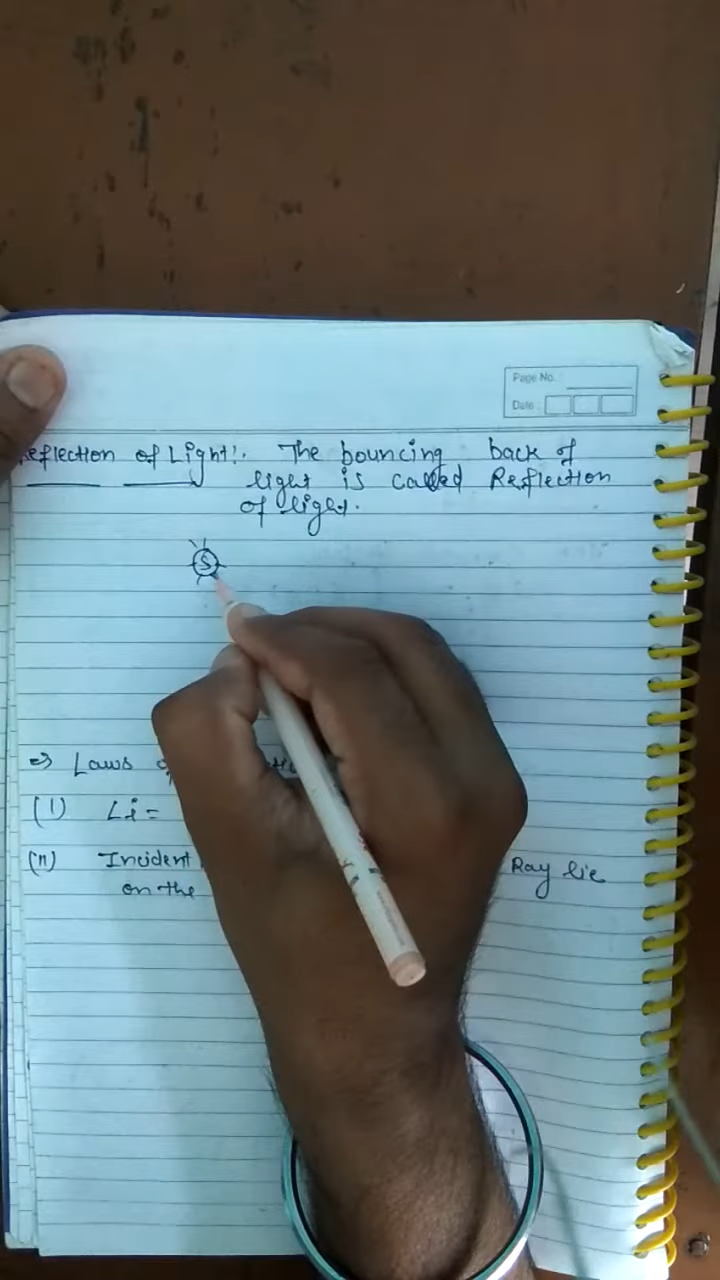 Page No.
Date:
eflection of Light:. The bouncing back of
light is called Reflection
of light.
S
=> Laws
(I) Li =
(II) Incident Ray lie
on the